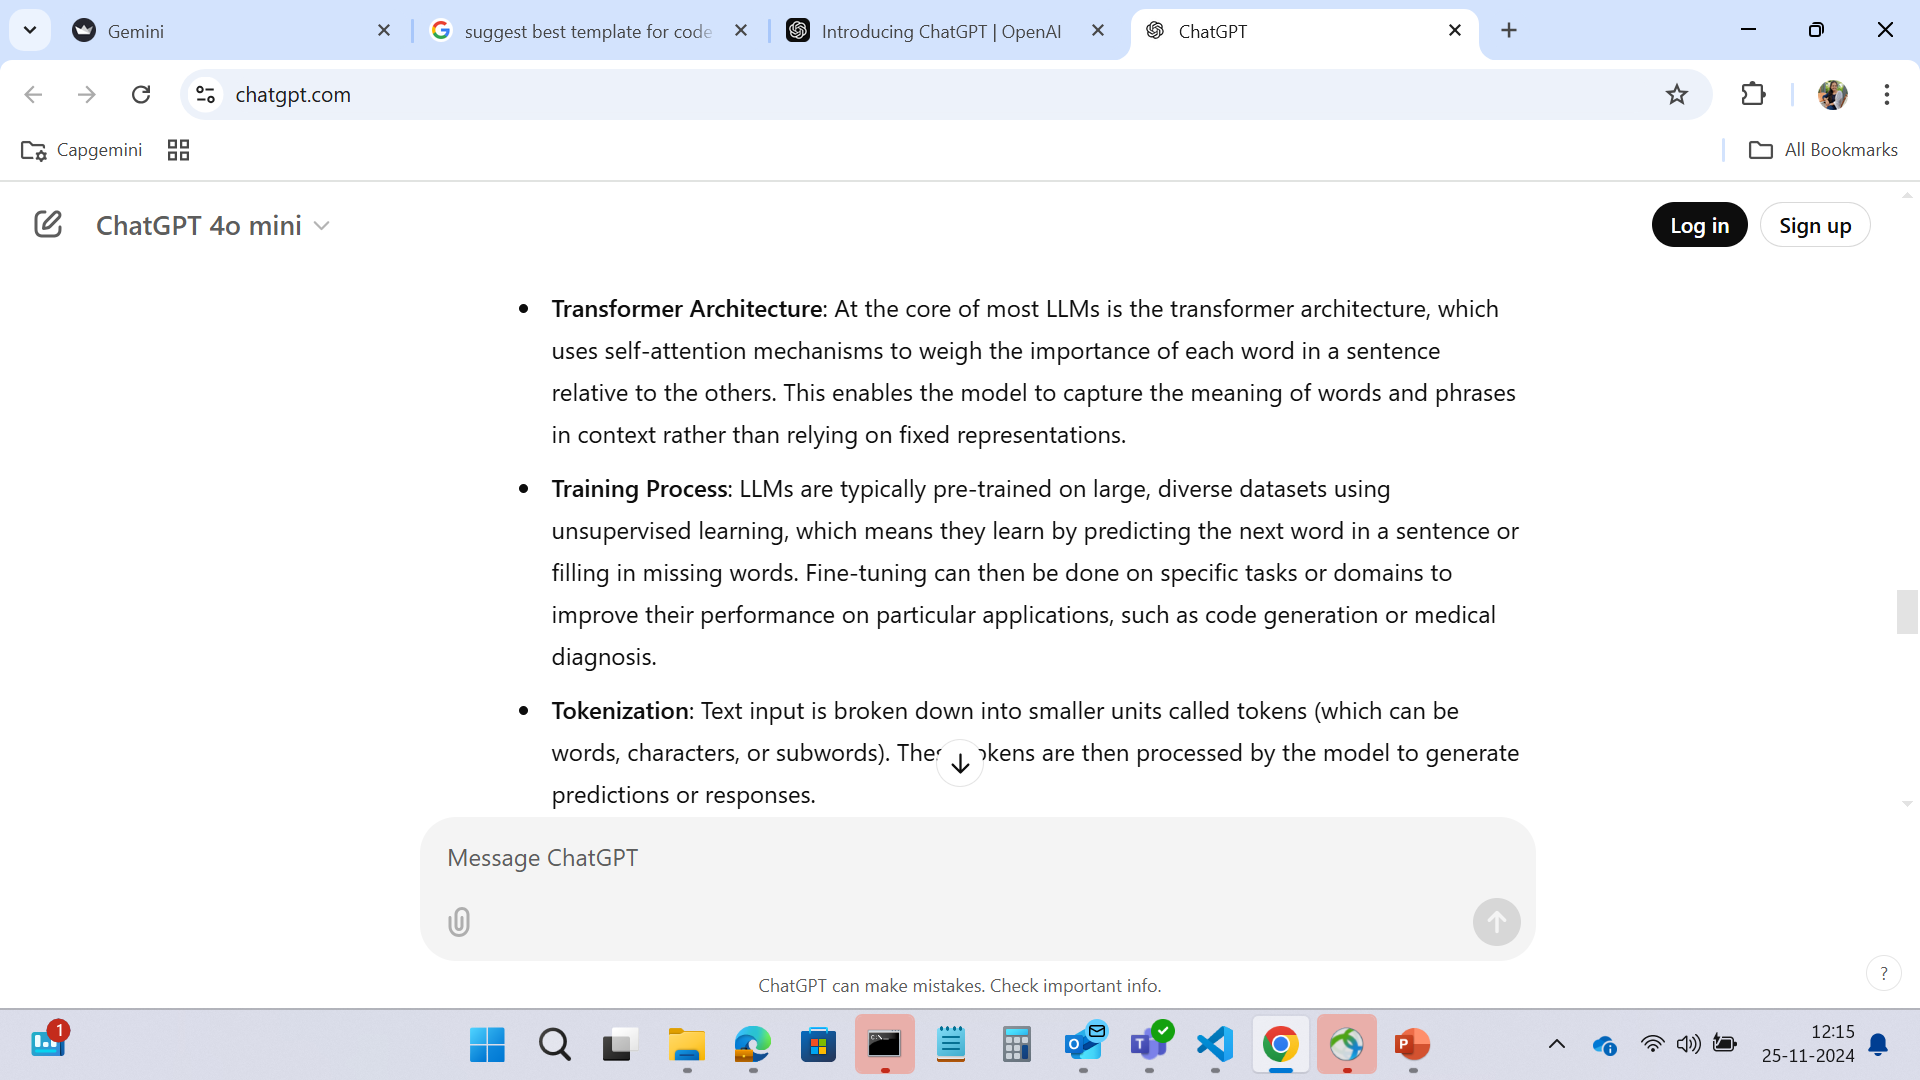 Gemini
suggest best template for code
Introducing ChatGPT | OpenAI
ChatGPT
chatgpt.com
Capgemini
All Bookmarks
ChatGPT 4o mini
Log in
Sign up
Transformer Architecture: At the core of most LLMs is the transformer architecture, which
uses self-attention mechanisms to weigh the importance of each word in a sentence
relative to the others. This enables the model to capture the meaning of words and phrases
in context rather than relying on fixed representations.
Training Process: LLMs are typically pre-trained on large, diverse datasets using
unsupervised learning, which means they learn by predicting the next word in a sentence or
filling in missing words. Fine-tuning can then be done on specific tasks or domains to
improve their performance on particular applications, such as code generation or medical
diagnosis.
Tokenization: Text input is broken down into smaller units called tokens (which can be
words, characters, or subwords). are then processed by the model to generate
predictions or responses.
Message ChatGPT
ChatGPT can make mistakes. Check important info.
?
1
12:15
25-11-2024